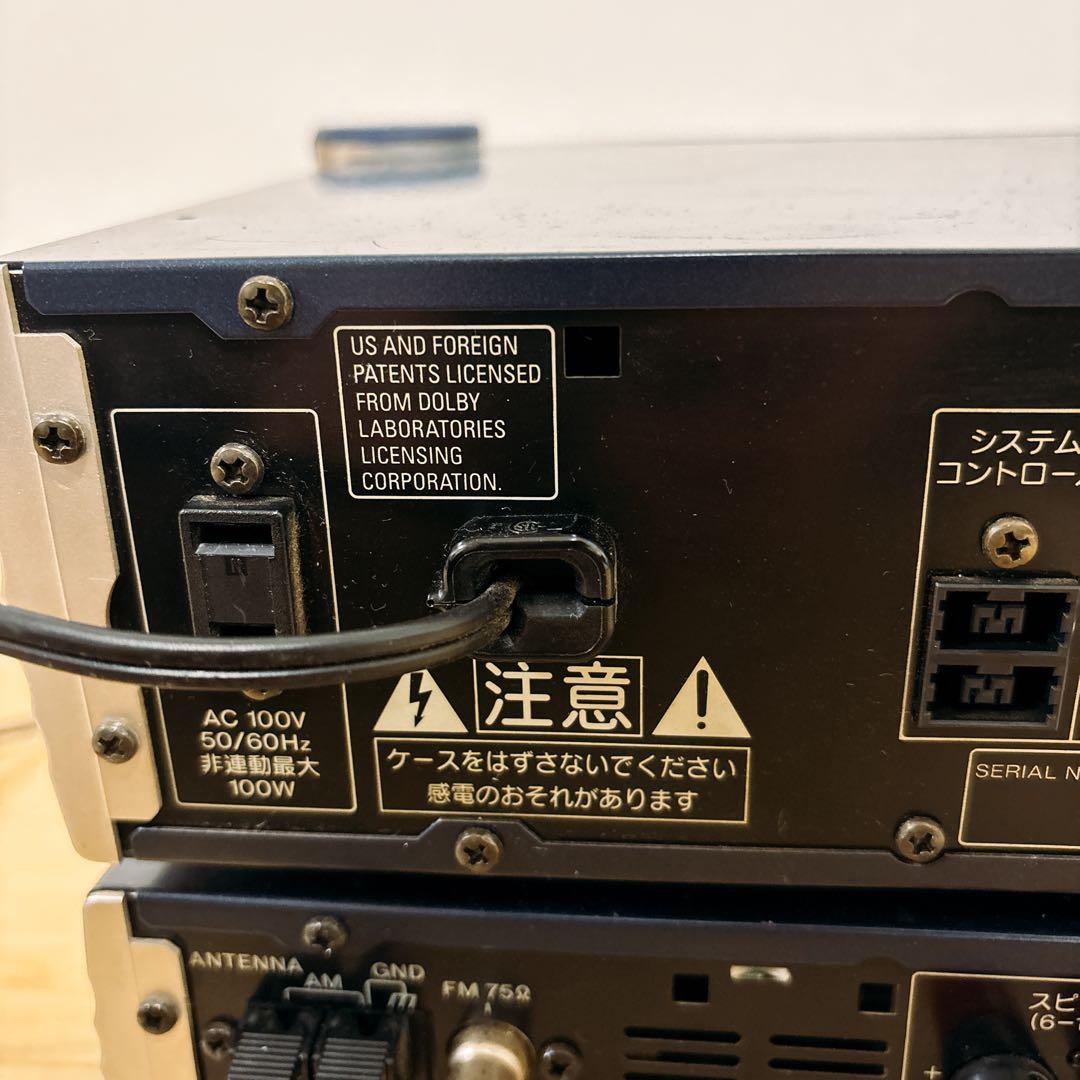 US AND FOREIGN
PATENTS LICENSED
FROM DOLBY
LABORATORIES
LICENSING
CORPORATION.
システム
コントロー
AC 100V
50/60Hz
非連動最大
100W
注意
ケースをはずさないでください
感電のおそれがあります
SERIAL N
ANTENNA
AM
GND
FM 75Ω
スピ
(6-
+